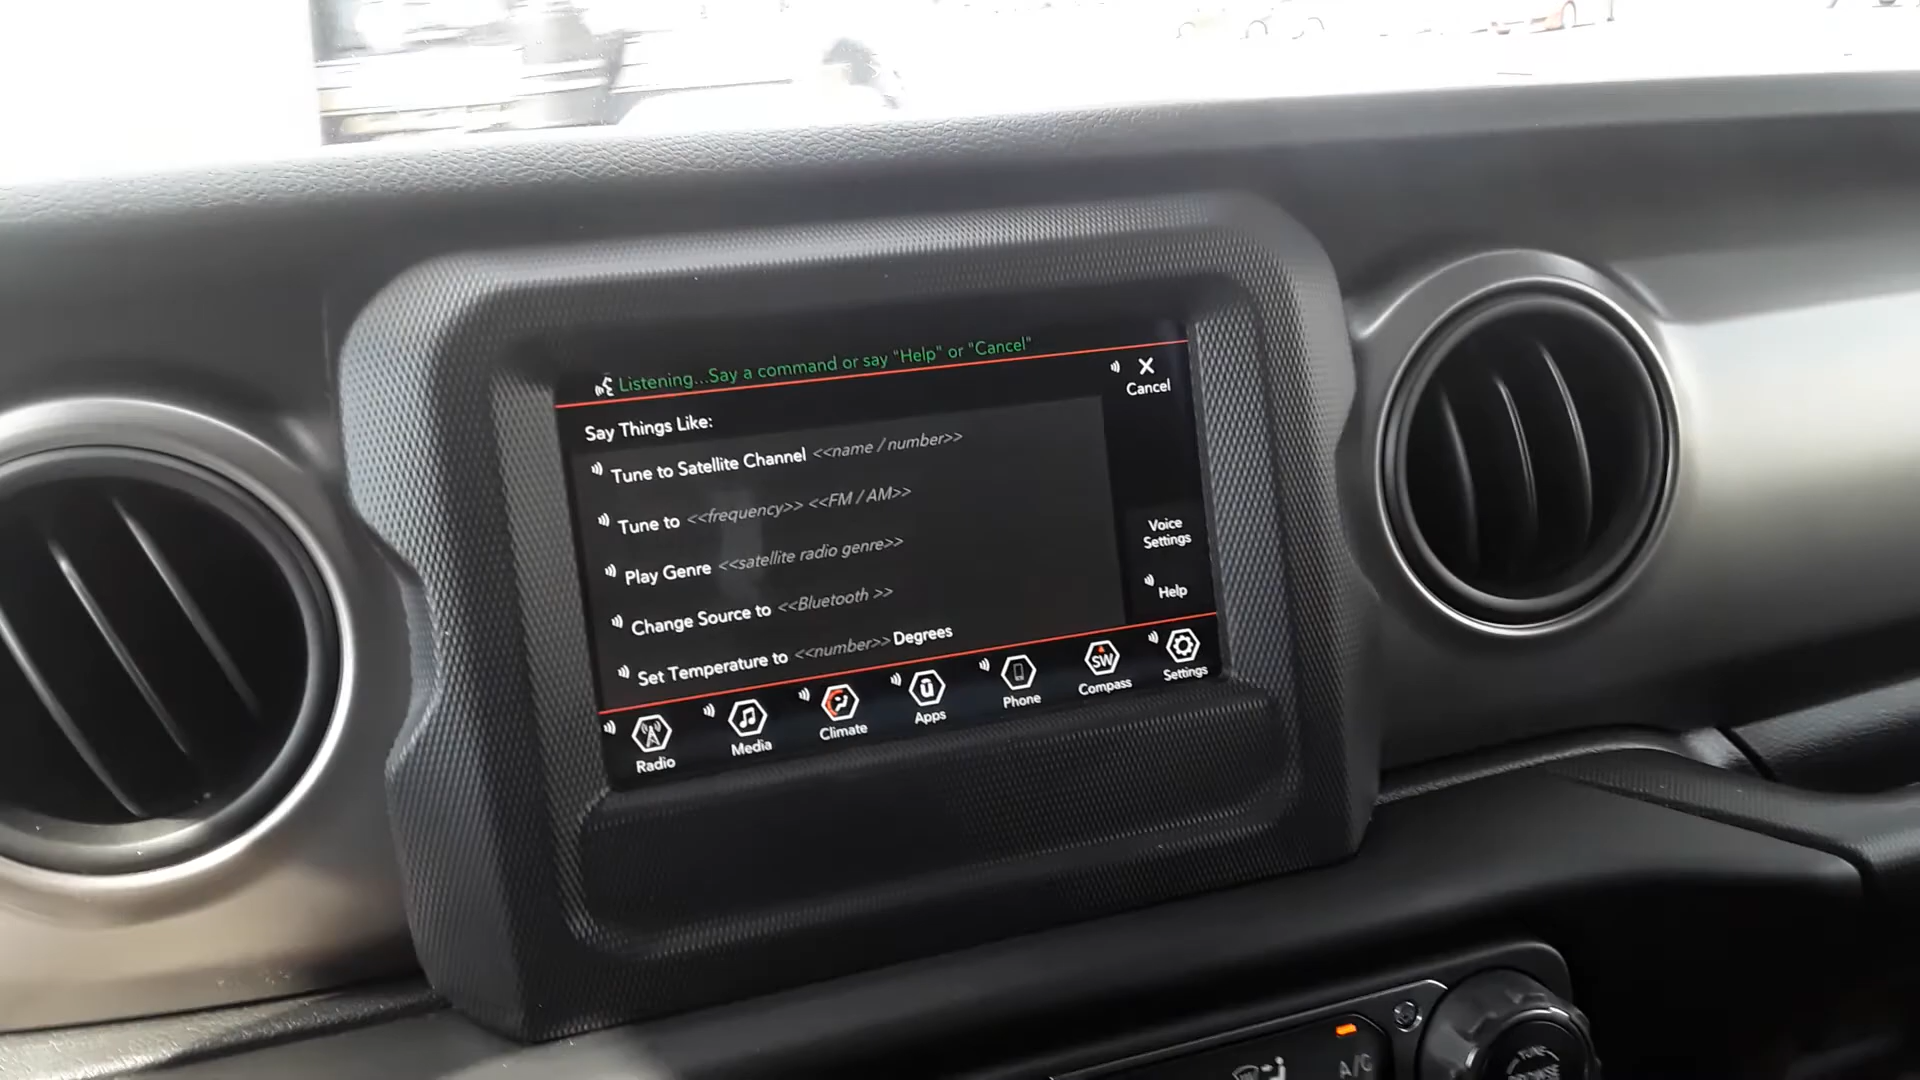 Listening...Say a command or say "Help" or "Cancel"
Cancel
Say Things Like:
Tune to Satellite Channel <<name / number>>
Tune to <<frequency>> <<FM / AM>>
Play Genre <<satellite radio genre>>
Change Source to <<Bluetooth >>
Set Temperature to <<number>> Degrees
Voice
Settings
Help
Radio
Media
Climate
Apps
Phone
SW
Compass
Settings
A/C
TUNE
BROWSE